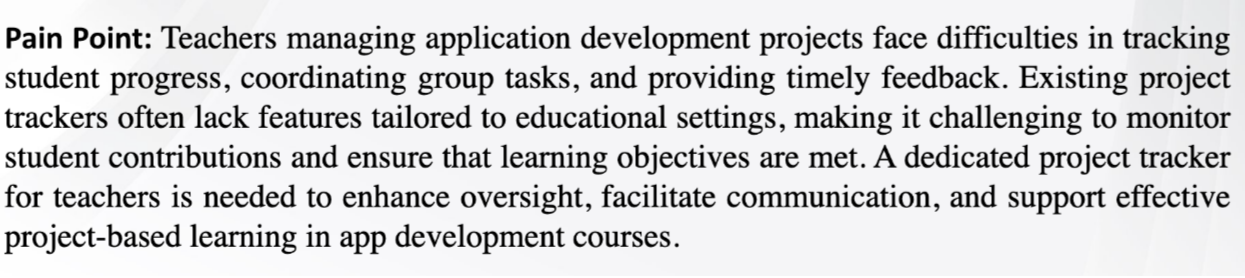 Pain Point: Teachers managing application development projects face difficulties in tracking
student progress, coordinating group tasks, and providing timely feedback. Existing project
trackers often lack features tailored to educational settings, making it challenging to monitor
student contributions and ensure that learning objectives are met. A dedicated project tracker
for teachers is needed to enhance oversight, facilitate communication, and support effective
project-based learning in app development courses.